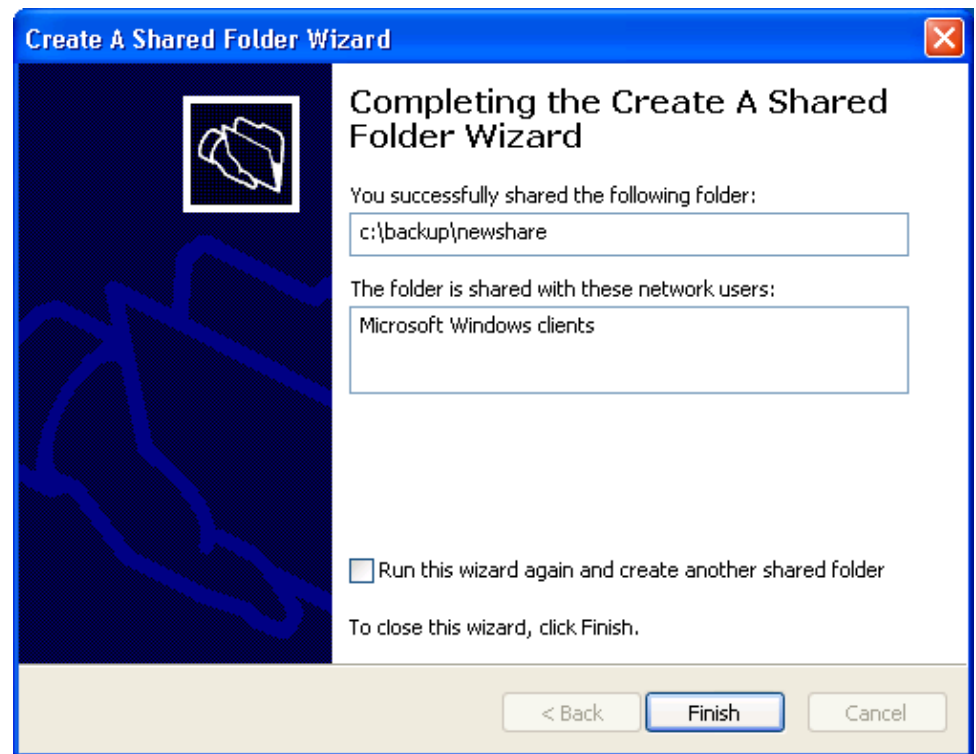 Create A Shared Folder Wizard
Completing the Create A Shared
Folder Wizard
You successfully shared the following folder:
c:\backup\newshare
The folder is shared with these network users:
Microsoft Windows clients
Run this wizard again and create another shared folder
To close this wizard, click Finish.
< Back Finish Cancel